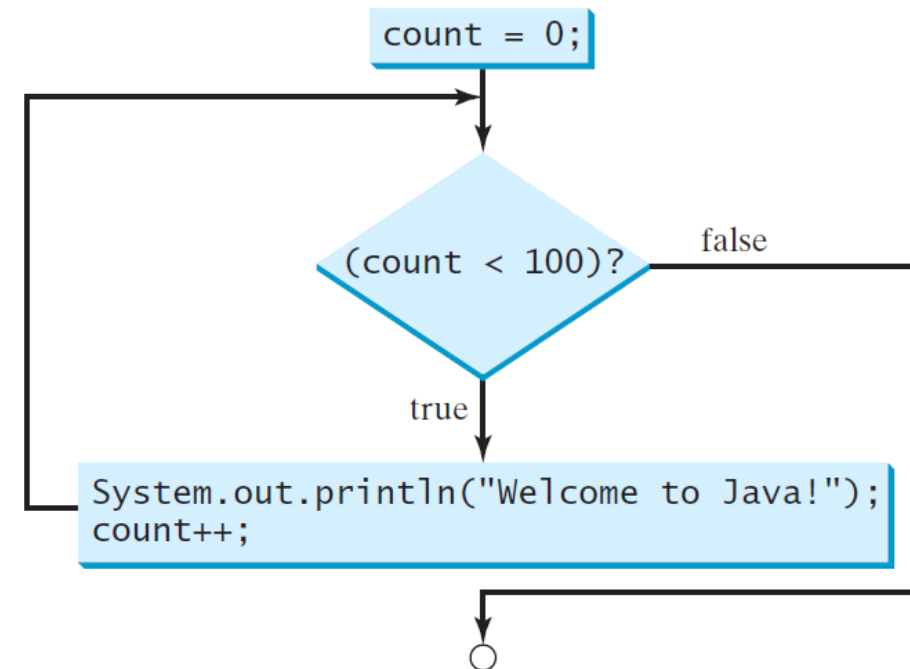 count = 0;
(count < 100)?
false
true
System.out.println("Welcome to Java!");
count++;